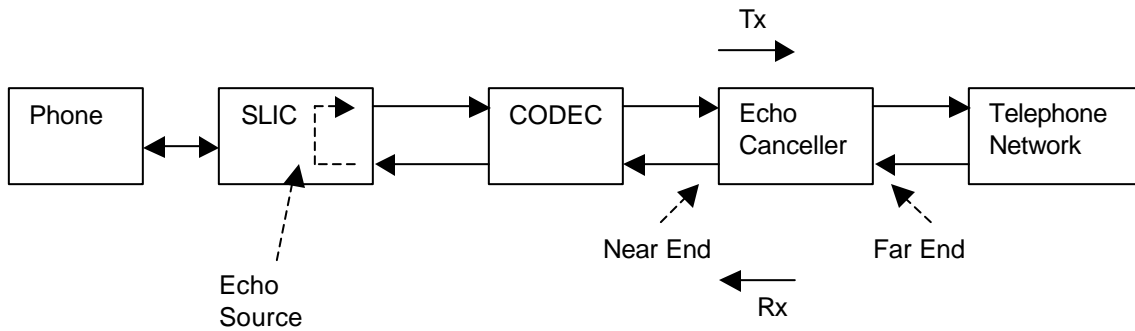 Tx
Phone
SLIC
CODEC
Echo
Canceller
Telephone
Network
Near End
Far End
Echo
Source
Rx